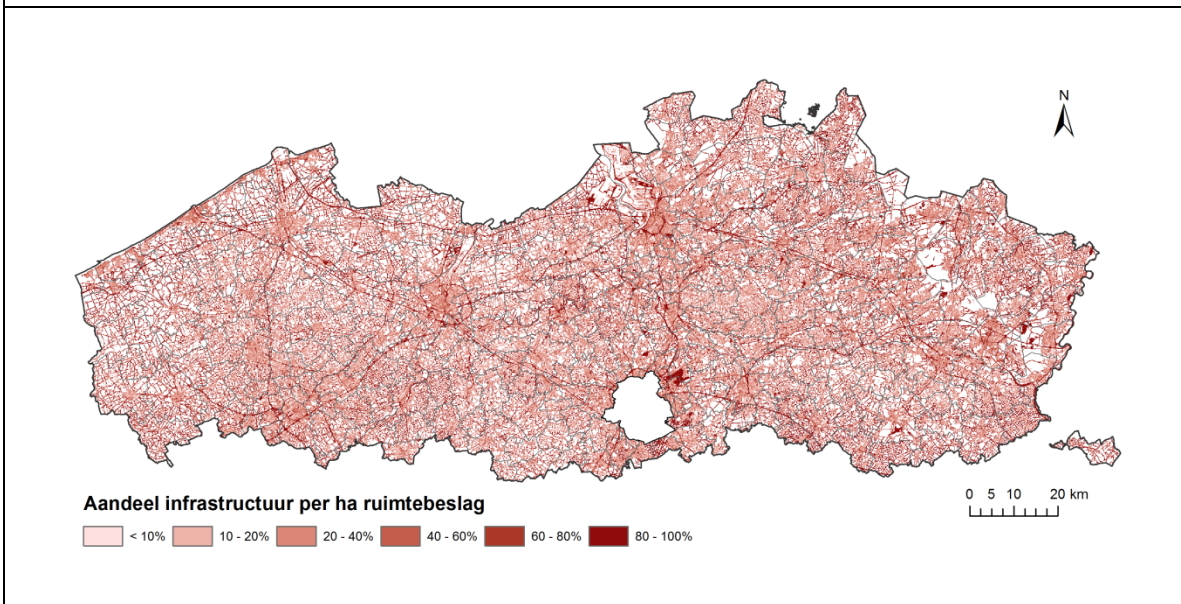 N
Aandeel infrastructuur per ha ruimtebeslag
< 10% 10 - 20% 20 - 40% 40 - 60% 60 - 80% 80 - 100%
0 5 10 20 km